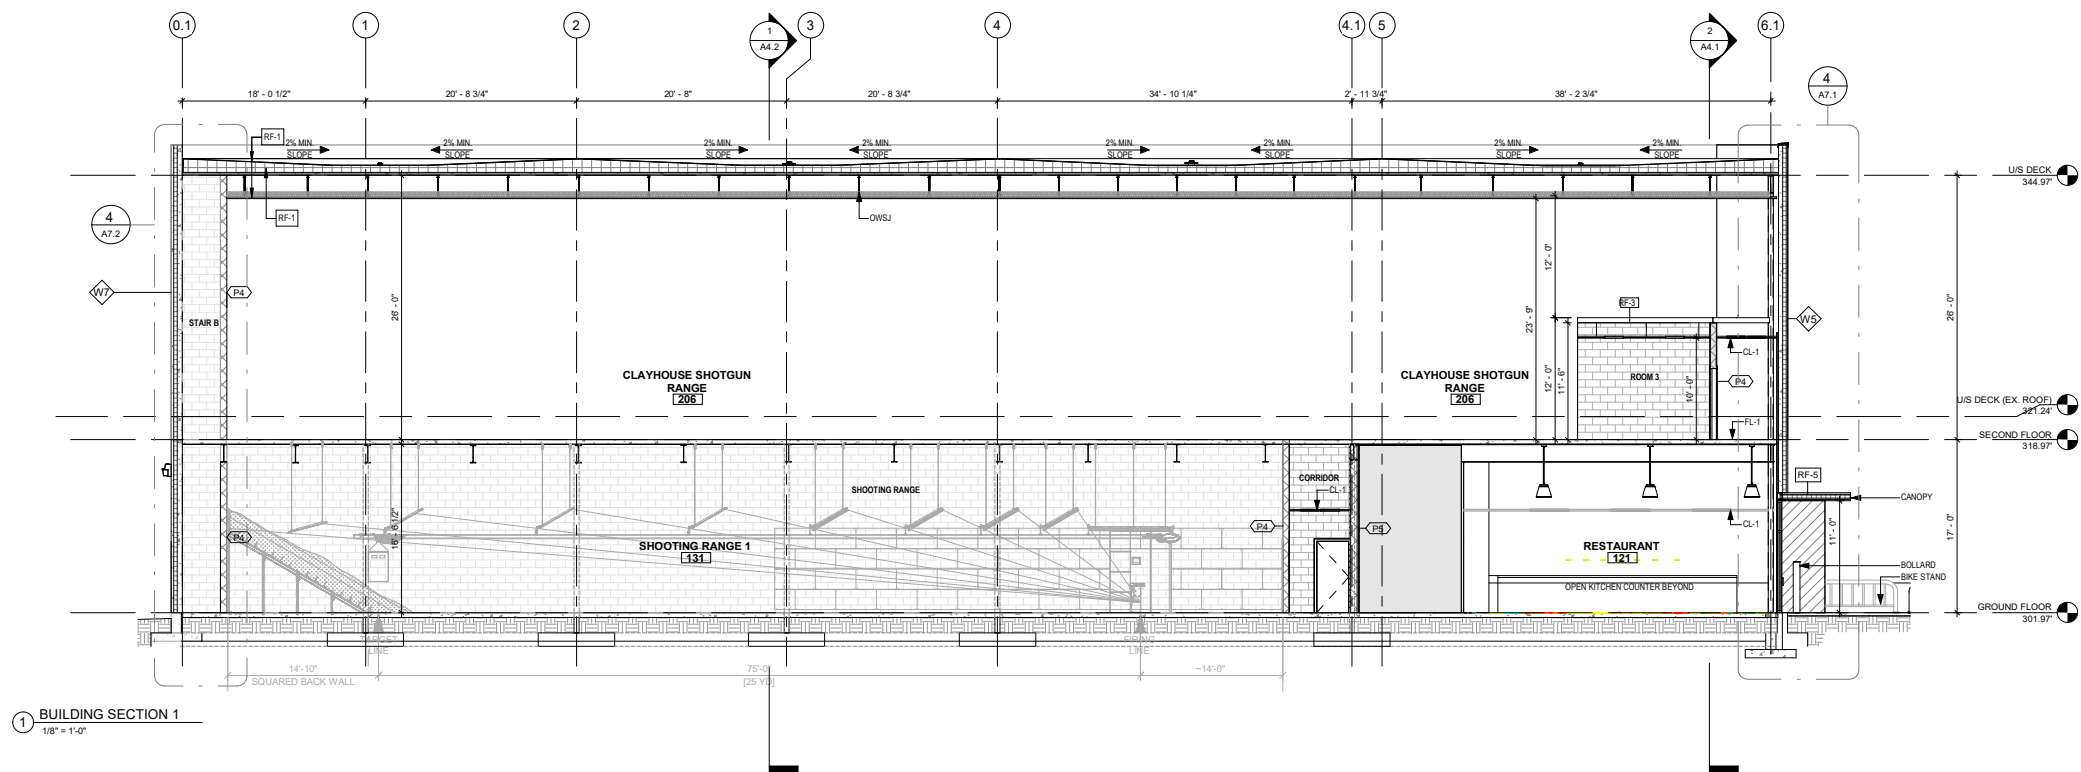 0.1
1
2
1
A4.2
3
4
4.1
5
2
A4.1
6.1
4
A7.1
18' - 0 1/2"
20' - 8 3/4"
20' - 8"
20' - 8 3/4"
34' - 10 1/4"
2' - 11 3/4"
38' - 2 3/4"
RF-1
2% MIN.
SLOPE
2% MIN.
SLOPE
2% MIN.
SLOPE
2% MIN.
SLOPE
2% MIN.
SLOPE
2% MIN.
SLOPE
2% MIN.
SLOPE
2% MIN.
SLOPE
U/S DECK
344.97'
4
A7.2
RF-1
OWSJ
W7
P4
STAIR B
26' - 0"
12' - 0"
23' - 9"
RF-3
W5
26' - 0"
CL-1
CLAYHOUSE SHOTGUN
RANGE
206
CLAYHOUSE SHOTGUN
RANGE
206
12' - 0"
11' - 6"
ROOM 3
10' - 0"
P4
U/S DECK (EX. ROOF)
321.24'
FL-1
SECOND FLOOR
318.97'
SHOOTING RANGE
CORRIDOR
CL-1
RF-5
CANOPY
16' - 6 1/2"
P4
P4
P5
CL-1
11' - 0"
17' - 0"
SHOOTING RANGE 1
131
RESTAURANT
121
OPEN KITCHEN COUNTER BEYOND
BOLLARD
BIKE STAND
GROUND FLOOR
301.97'
TARGET
LINE
FIRING
LINE
14'-10"
SQUARED BACK WALL
75'-0"
[25 YD]
~14'-0"
1
BUILDING SECTION 1
1/8" = 1'-0"